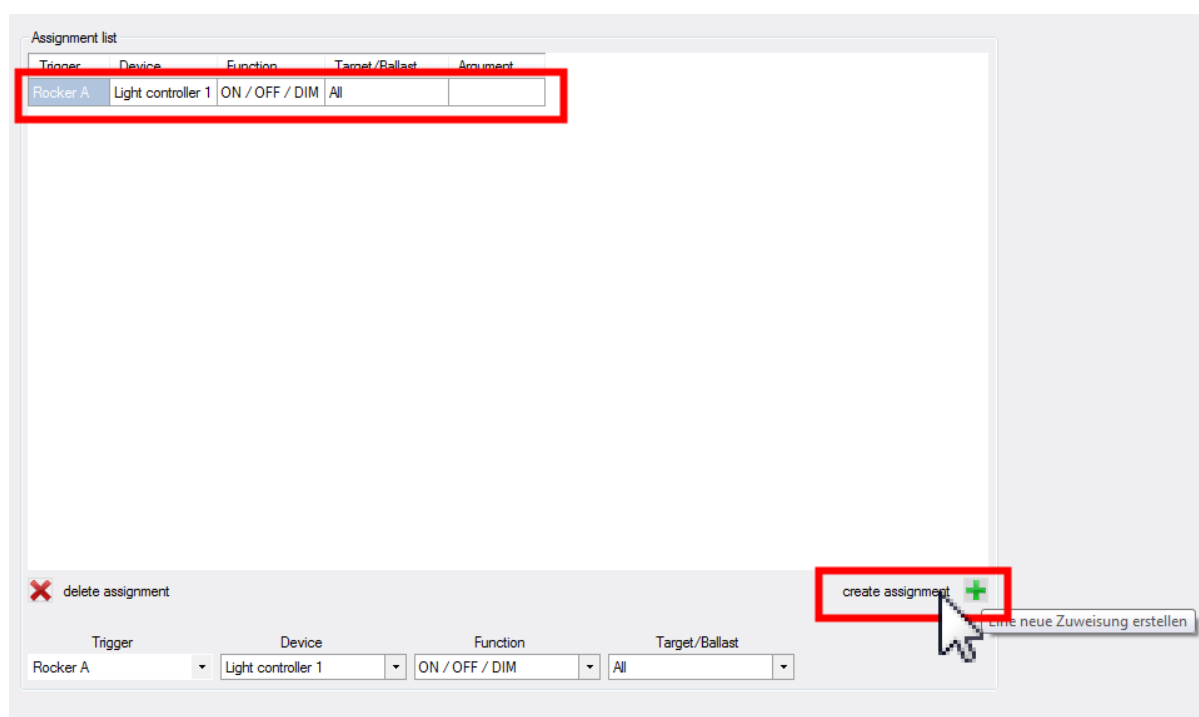 Assignment list
Trigger Device Function Target/Ballast Argument
Rocker A Light controller 1 ON / OFF / DIM All
delete assignment create assignment
Eine neue Zuweisung erstellen
Trigger Device Function Target/Ballast
Rocker A Light controller 1 ON / OFF / DIM All